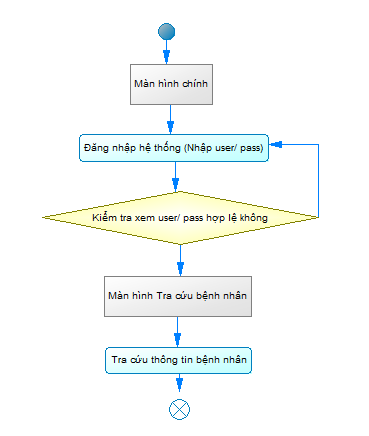 Màn hình chính
Đăng nhập hệ thống (Nhập user/ pass)
Kiểm tra xem user/ pass hợp lệ không
Màn hình Tra cứu bệnh nhân
Tra cứu thông tin bệnh nhân